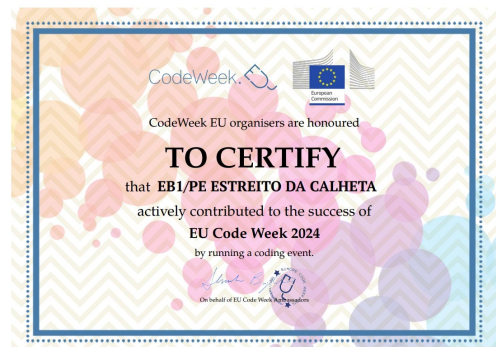 CodeWeek.
European
Commission
CodeWeek EU organisers are honoured
TO CERTIFY
that EB1/PE ESTREITO DA CALHETA
actively contributed to the success of
EU Code Week 2024
by running a coding event.
On behalf of EU Code Week Ambassadors